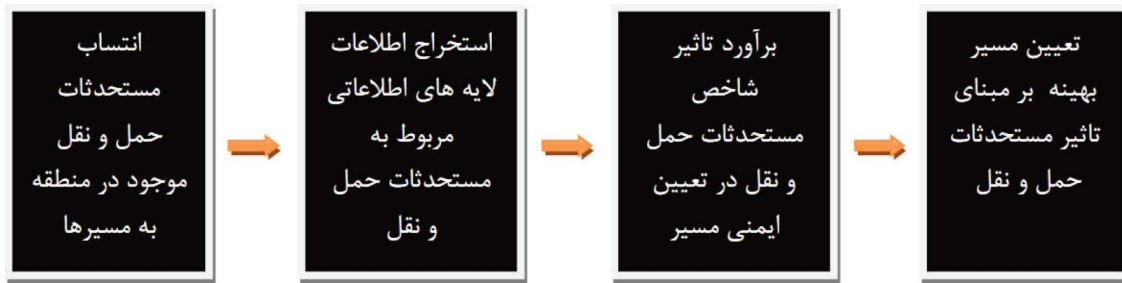 انتساب
مستحدثات
حمل و نقل
موجود در منطقه
به مسیرها
استخراج اطلاعات
لایه های اطلاعاتی
مربوط به
مستحدثات حمل
و نقل
برآورد تاثیر
شاخص
مستحدثات حمل
و نقل در تعیین
ایمنی مسیر
تعیین مسیر
بهینه بر مبنای
تاثیر مستحدثات
حمل و نقل